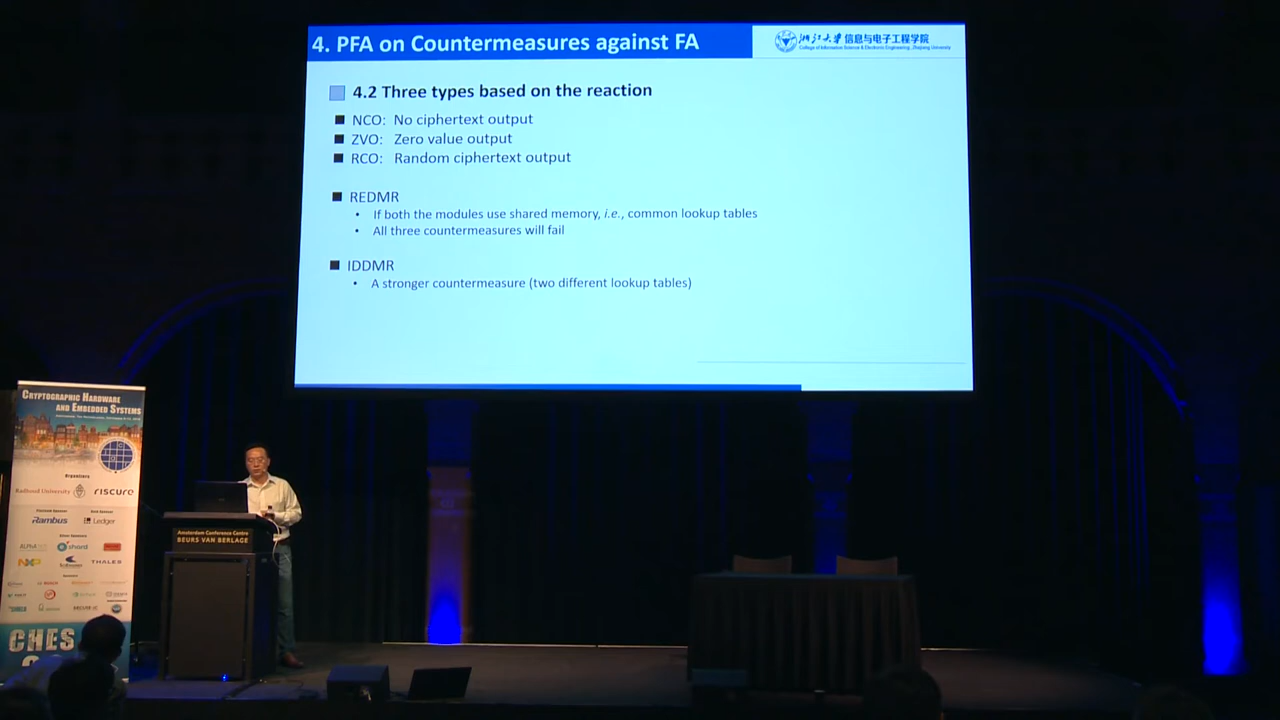 4. PFA on Countermeasures against FA
浙江大学 信息与电子工程学院
College of Information Science & Electronic Engineering, Zhejiang University
4.2 Three types based on the reaction
NCO: No ciphertext output
ZVO: Zero value output
RCO: Random ciphertext output
REDMR
• If both the modules use shared memory, i.e., common lookup tables
• All three countermeasures will fail
IDDMR
• A stronger countermeasure (two different lookup tables)
CRYPTOGRAPHIC HARDWARE
AND EMBEDDED SYSTEMS
Organizers
Radboud University
riscure
Rambus
Ledger
shard
NXP
THALES
CHES
Amsterdam Conference Centre
BEURS VAN BERLAGE